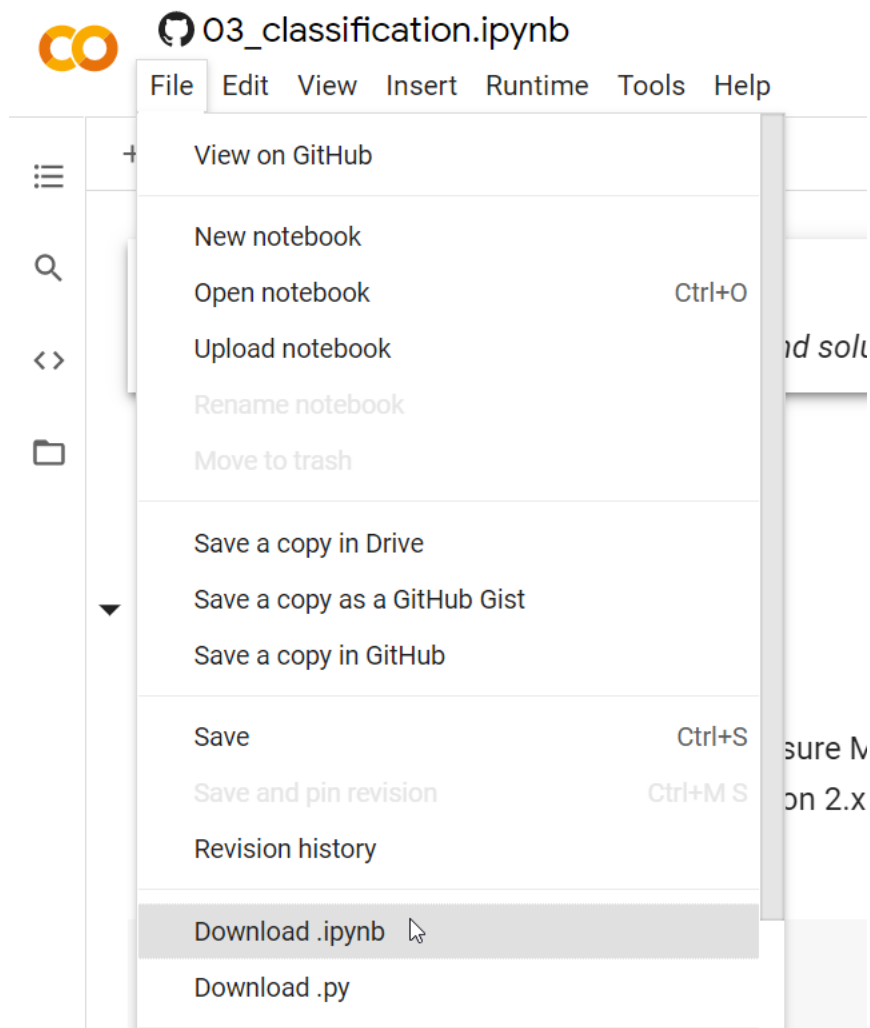 03_classification.ipynb
File Edit View Insert Runtime Tools Help
View on GitHub
New notebook
Open notebook Ctrl+O
Upload notebook
Rename notebook
Move to trash
Save a copy in Drive
Save a copy as a GitHub Gist
Save a copy in GitHub
Save Ctrl+S
Save and pin revision Ctrl+M S
Revision history
Download .ipynb
Download .py
nd solu
sure M
on 2.x